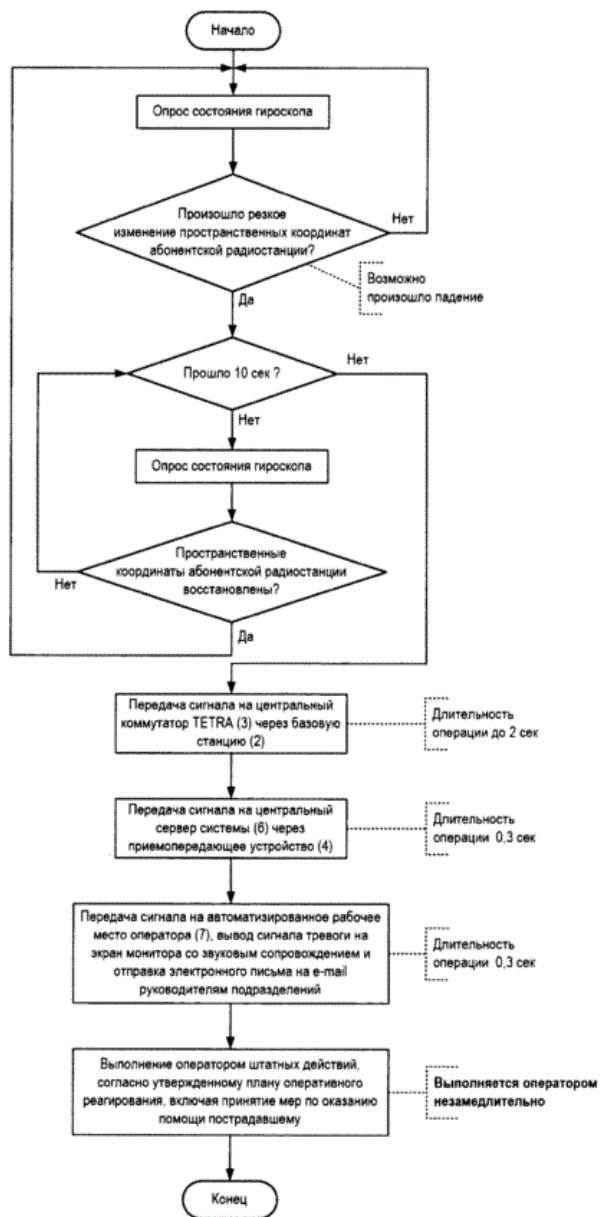 Начало
Опрос состояния гироскопа
Произошло резкое
изменение пространственных координат
абонентской радиостанции?
Нет
Возможно
произошло падение
Да
Прошло 10 сек ?
Нет
Нет
Опрос состояния гироскопа
Пространственные
координаты абонентской радиостанции
восстановлены?
Нет
Да
Передача сигнала на центральный
коммутатор TETRA (3) через базовую
станцию (2)
Длительность
операции до 2 сек
Передача сигнала на центральный
сервер системы (6) через
приемопередающее устройство (4)
Длительность
операции 0,3 сек
Передача сигнала на автоматизированное рабочее
место оператора (7), вывод сигнала тревоги на
экран монитора со звуковым сопровождением и
отправка электронного письма на e-mail
руководителям подразделений
Длительность
операции 0,3 сек
Выполнение оператором штатных действий,
согласно утвержденному плану оперативного
реагирования, включая принятие мер по оказанию
помощи пострадавшему
Выполняется оператором
незамедлительно
Конец